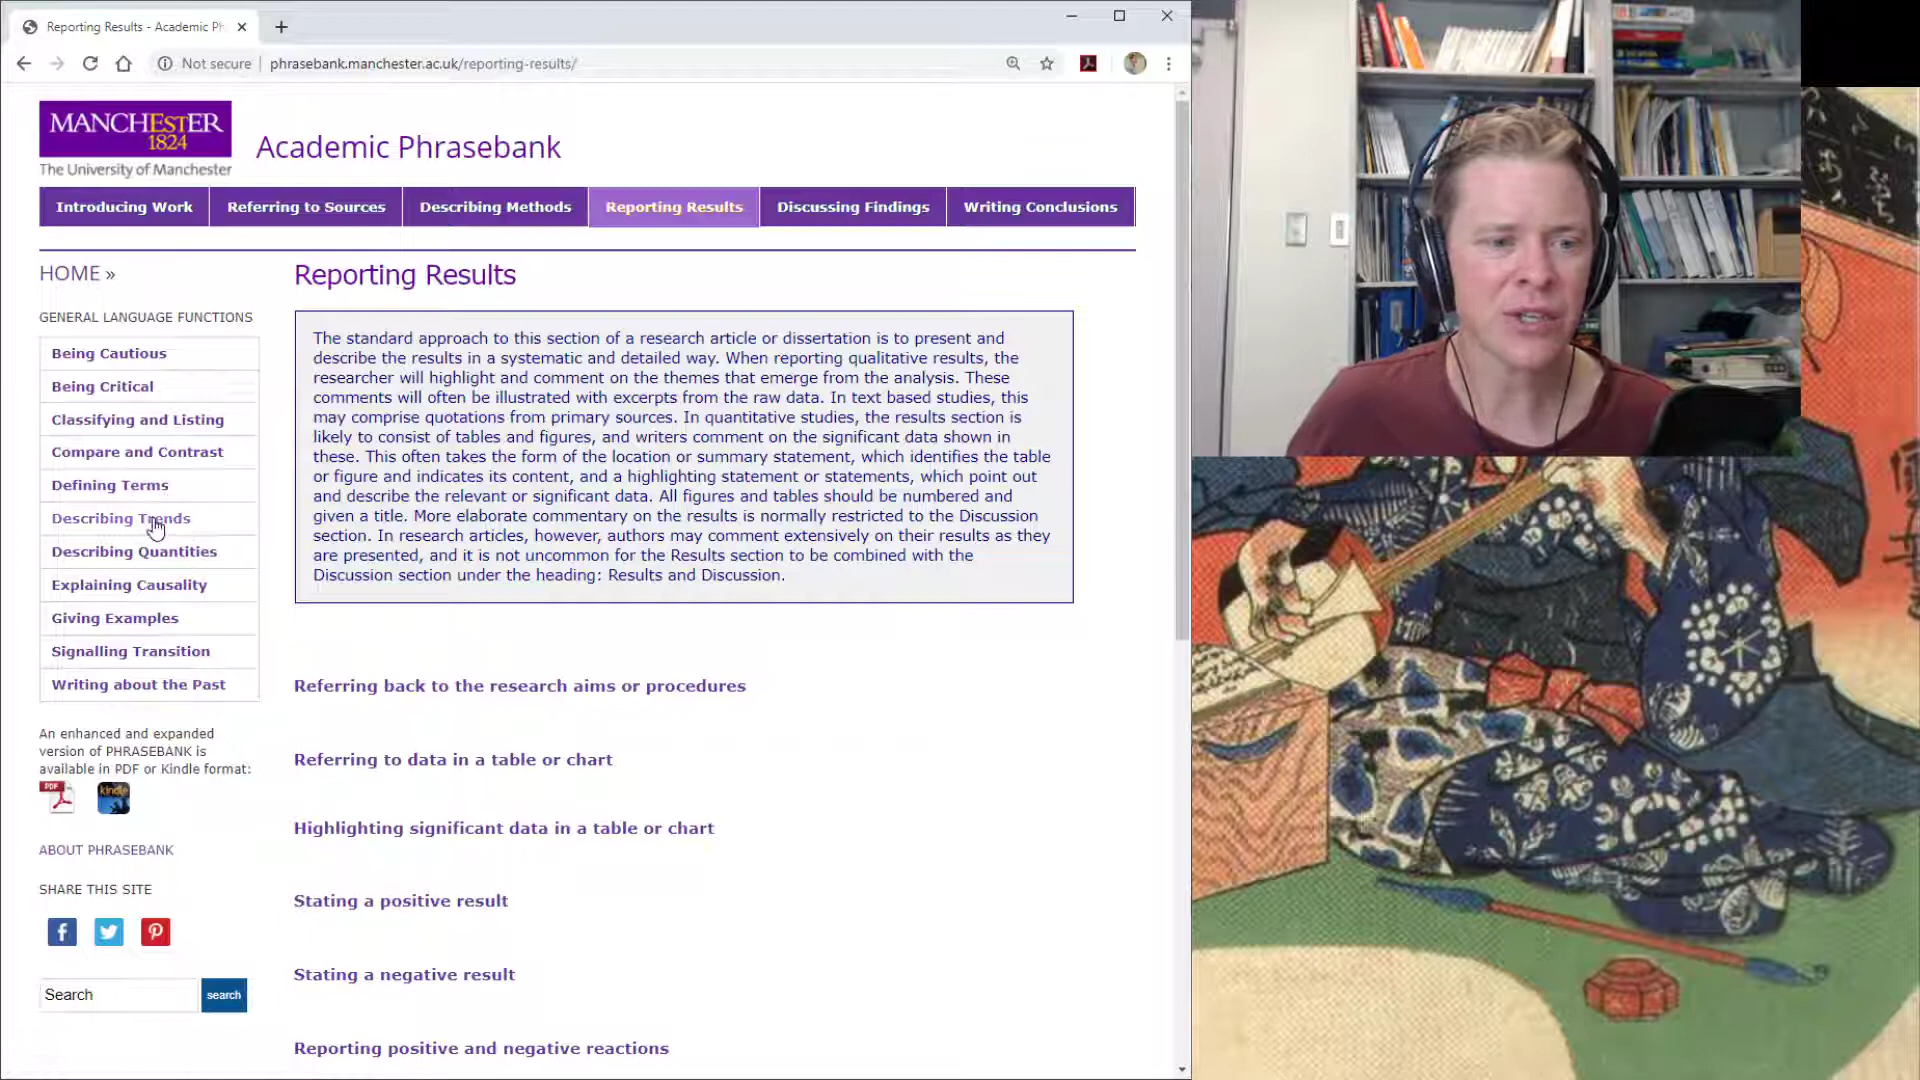 Reporting Results - Academic Ph
Not secure
phrasebank.manchester.ac.uk/reporting-results/
MANCHESTER
1824
The University of Manchester
Academic Phrasebank
Introducing Work
Referring to Sources
Describing Methods
Reporting Results
Discussing Findings
Writing Conclusions
HOME »
GENERAL LANGUAGE FUNCTIONS
Being Cautious
Being Critical
Classifying and Listing
Compare and Contrast
Defining Terms
Describing Trends
Describing Quantities
Explaining Causality
Giving Examples
Signalling Transition
Writing about the Past
An enhanced and expanded
version of PHRASEBANK is
available in PDF or Kindle format:
PDF
kindle
ABOUT PHRASEBANK
SHARE THIS SITE
Search
search
Reporting Results
The standard approach to this section of a research article or dissertation is to present and
describe the results in a systematic and detailed way. When reporting qualitative results, the
researcher will highlight and comment on the themes that emerge from the analysis. These
comments will often be illustrated with excerpts from the raw data. In text based studies, this
may comprise quotations from primary sources. In quantitative studies, the results section is
likely to consist of tables and figures, and writers comment on the significant data shown in
these. This often takes the form of the location or summary statement, which identifies the table
or figure and indicates its content, and a highlighting statement or statements, which point out
and describe the relevant or significant data. All figures and tables should be numbered and
given a title. More elaborate commentary on the results is normally restricted to the Discussion
section. In research articles, however, authors may comment extensively on their results as they
are presented, and it is not uncommon for the Results section to be combined with the
Discussion section under the heading: Results and Discussion.
Referring back to the research aims or procedures
Referring to data in a table or chart
Highlighting significant data in a table or chart
Stating a positive result
Stating a negative result
Reporting positive and negative reactions